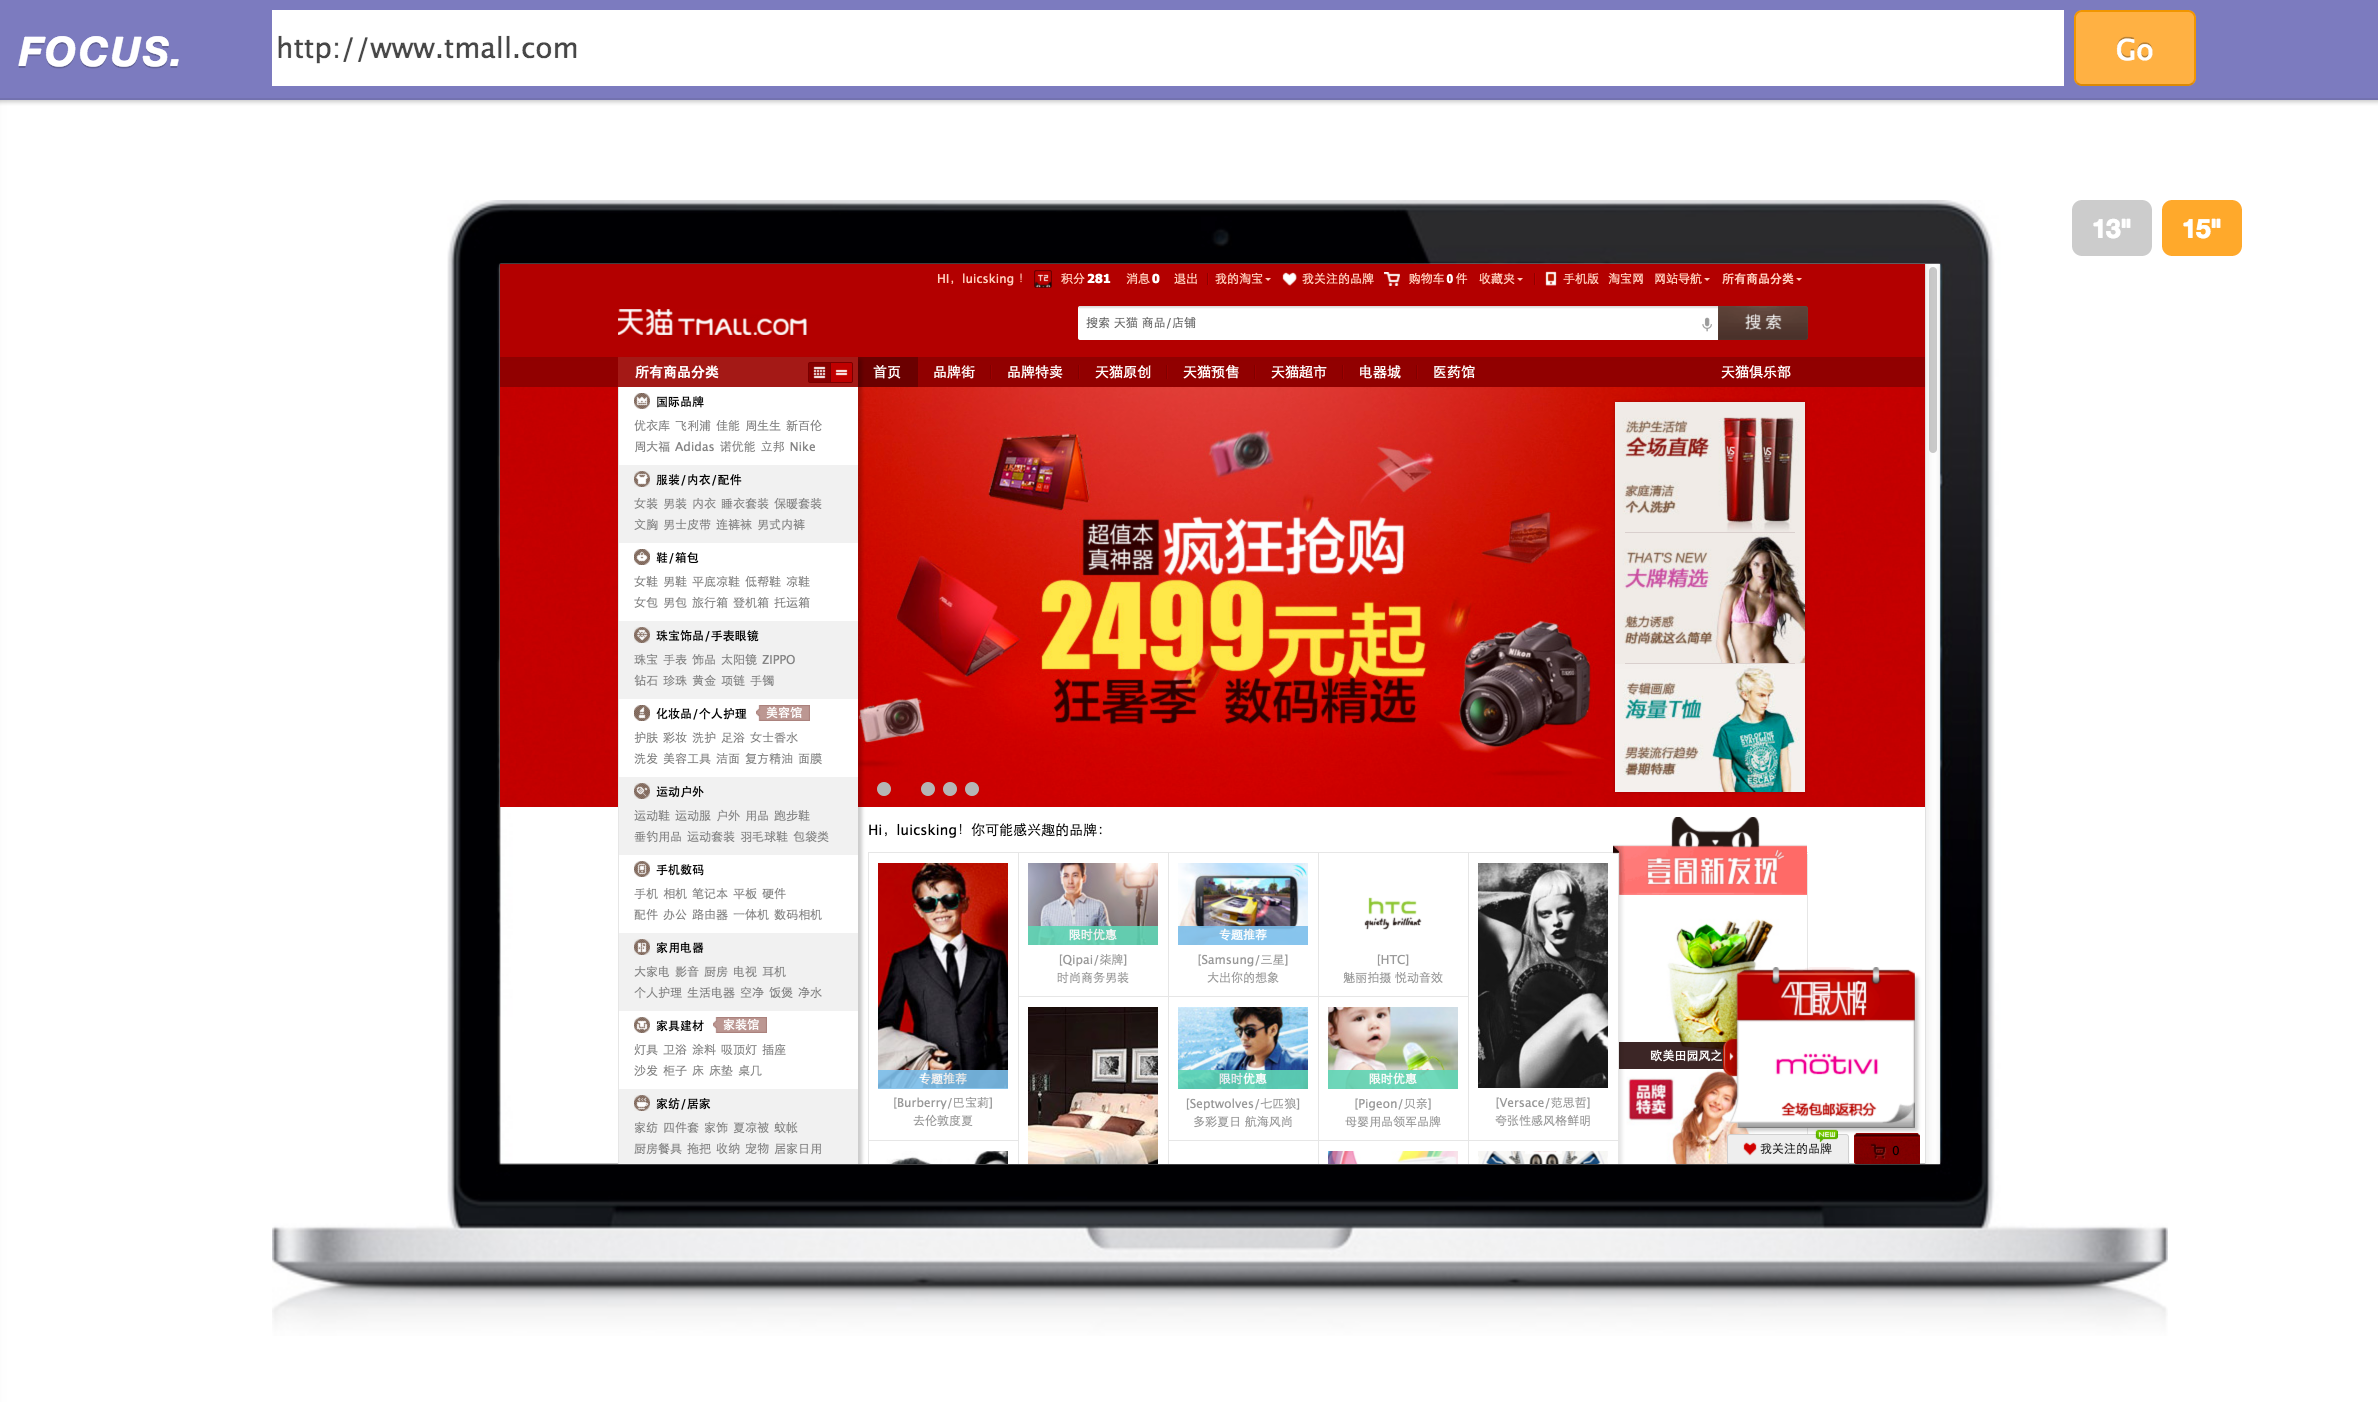 FOCUS.
http://www.tmall.com
Go
13"
15"
HI，luicsking！ T2 积分281 消息0 退出 我的淘宝 我关注的品牌 购物车0件 收藏夹 手机版 淘宝网 网站导航 所有商品分类
天猫 TMALL.COM
搜索 天猫 商品/店铺
搜 索
所有商品分类
首页 品牌街 品牌特卖 天猫原创 天猫预售 天猫超市 电器城 医药馆 天猫俱乐部
国际品牌
优衣库 飞利浦 佳能 周生生 新百伦
周大福 Adidas 诺优能 立邦 Nike
服装/内衣/配件
女装 男装 内衣 睡衣套装 保暖套装
文胸 男士皮带 连裤袜 男式内裤
鞋/箱包
女鞋 男鞋 平底凉鞋 低帮鞋 凉鞋
女包 男包 旅行箱 登机箱 托运箱
珠宝饰品/手表眼镜
珠宝 手表 饰品 太阳镜 ZIPPO
钻石 珍珠 黄金 项链 手镯
化妆品/个人护理 美容馆
护肤 彩妆 洗护 足浴 女士香水
洗发 美容工具 洁面 复方精油 面膜
运动户外
运动鞋 运动服 户外 用品 跑步鞋
垂钓用品 运动套装 羽毛球鞋 包袋类
手机数码
手机 相机 笔记本 平板 硬件
配件 办公 路由器 一体机 数码相机
家用电器
大家电 影音 厨房 电视 耳机
个人护理 生活电器 空净 饭煲 净水
家具建材 家装馆
灯具 卫浴 涂料 吸顶灯 插座
沙发 柜子 床 床垫 桌几
家纺/居家
家纺 四件套 家饰 夏凉被 蚊帐
厨房餐具 拖把 收纳 宠物 居家日用
超值本
真神器
疯狂抢购
2499元起
狂暑季 数码精选
ASUS
Nikon
洗护生活馆
全场直降
VS
VS
家庭清洁
个人洗护
THAT'S NEW
大牌精选
魅力诱惑
时尚就这么简单
专辑画廊
海量T恤
男装流行趋势
暑期特惠
END OF THE
ESCAP
Hi，luicsking！你可能感兴趣的品牌：
专题推荐
[Burberry/巴宝莉]
去伦敦度夏
限时优惠
[Qipai/柒牌]
时尚商务男装
专题推荐
[Samsung/三星]
大出你的想象
htc
quietly brilliant
[HTC]
魅丽拍摄 悦动音效
限时优惠
[Septwolves/七匹狼]
多彩夏日 航海风尚
限时优惠
[Pigeon/贝亲]
母婴用品领军品牌
[Versace/范思哲]
夸张性感风格鲜明
壹周新发现
欧美田园风之
品牌
特卖
今日最大牌
motivi
全场包邮返积分
NEW
我关注的品牌
0